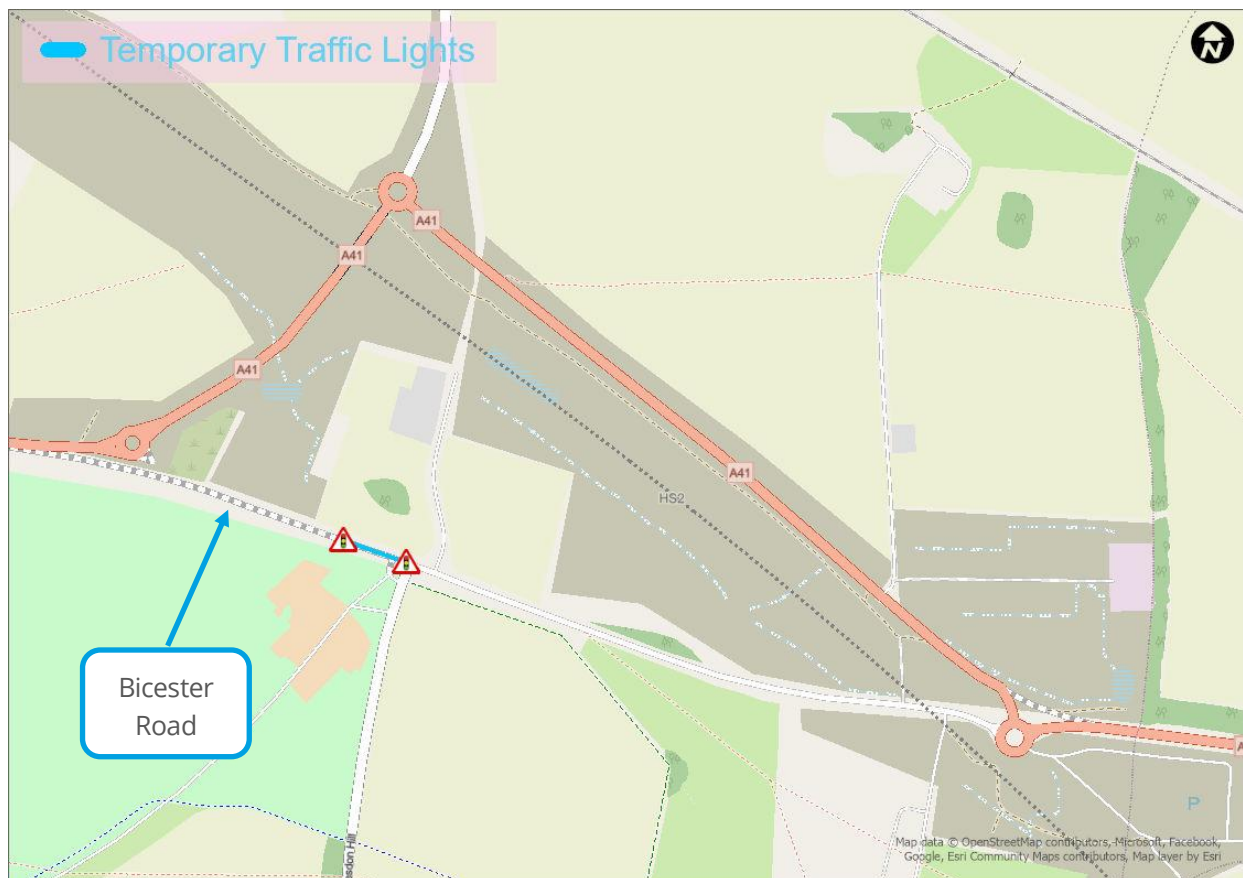 Temporary Traffic Lights
N
A41
A41
A41
A41
HS2
Bicester
Road
P
Hill
Map data © OpenStreetMap contributors, Microsoft, Facebook,
Google, Esri Community Maps contributors, Map layer by Esri